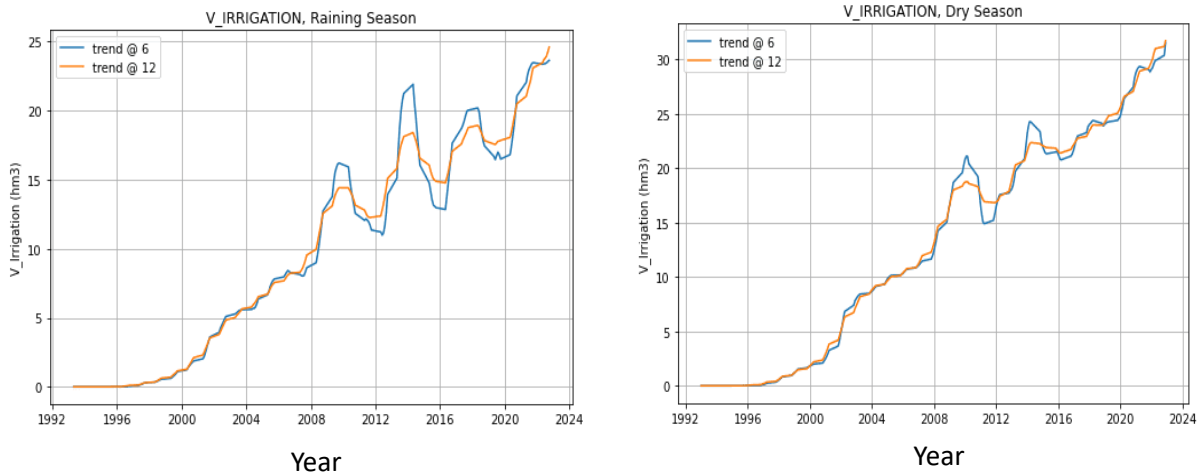 V_IRRIGATION, Raining Season
trend @ 6
trend @ 12
V_Irrigation (hm3)
25
20
15
10
5
0
1992 1996 2000 2004 2008 2012 2016 2020 2024
Year
V_IRRIGATION, Dry Season
trend @ 6
trend @ 12
V_Irrigation (hm3)
30
25
20
15
10
5
0
1992 1996 2000 2004 2008 2012 2016 2020 2024
Year